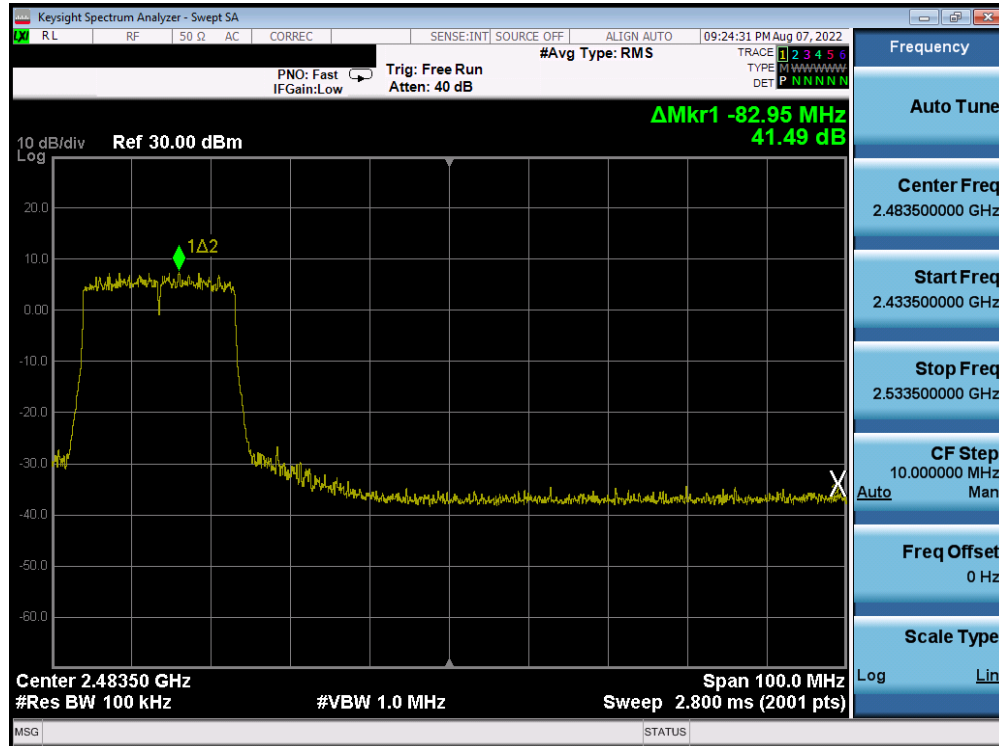 Keysight Spectrum Analyzer - Swept SA
LXI RL RF 50 Ω AC CORREC SENSE:INT SOURCE OFF ALIGN AUTO 09:24:31 PM Aug 07, 2022
#Avg Type: RMS TRACE 1 2 3 4 5 6
PNO: Fast Trig: Free Run TYPE M W W W W W
IFGain:Low Atten: 40 dB DET P N N N N N
ΔMkr1 -82.95 MHz
10 dB/div Ref 30.00 dBm 41.49 dB
Log
20.0
1Δ2
10.0
0.00
-10.0
-20.0
-30.0
X
-40.0
-50.0
-60.0
Center 2.48350 GHz Span 100.0 MHz
#Res BW 100 kHz #VBW 1.0 MHz Sweep 2.800 ms (2001 pts)
MSG STATUS
Frequency
Auto Tune
Center Freq
2.483500000 GHz
Start Freq
2.433500000 GHz
Stop Freq
2.533500000 GHz
CF Step
10.000000 MHz
Auto Man
Freq Offset
0 Hz
Scale Type
Log Lin